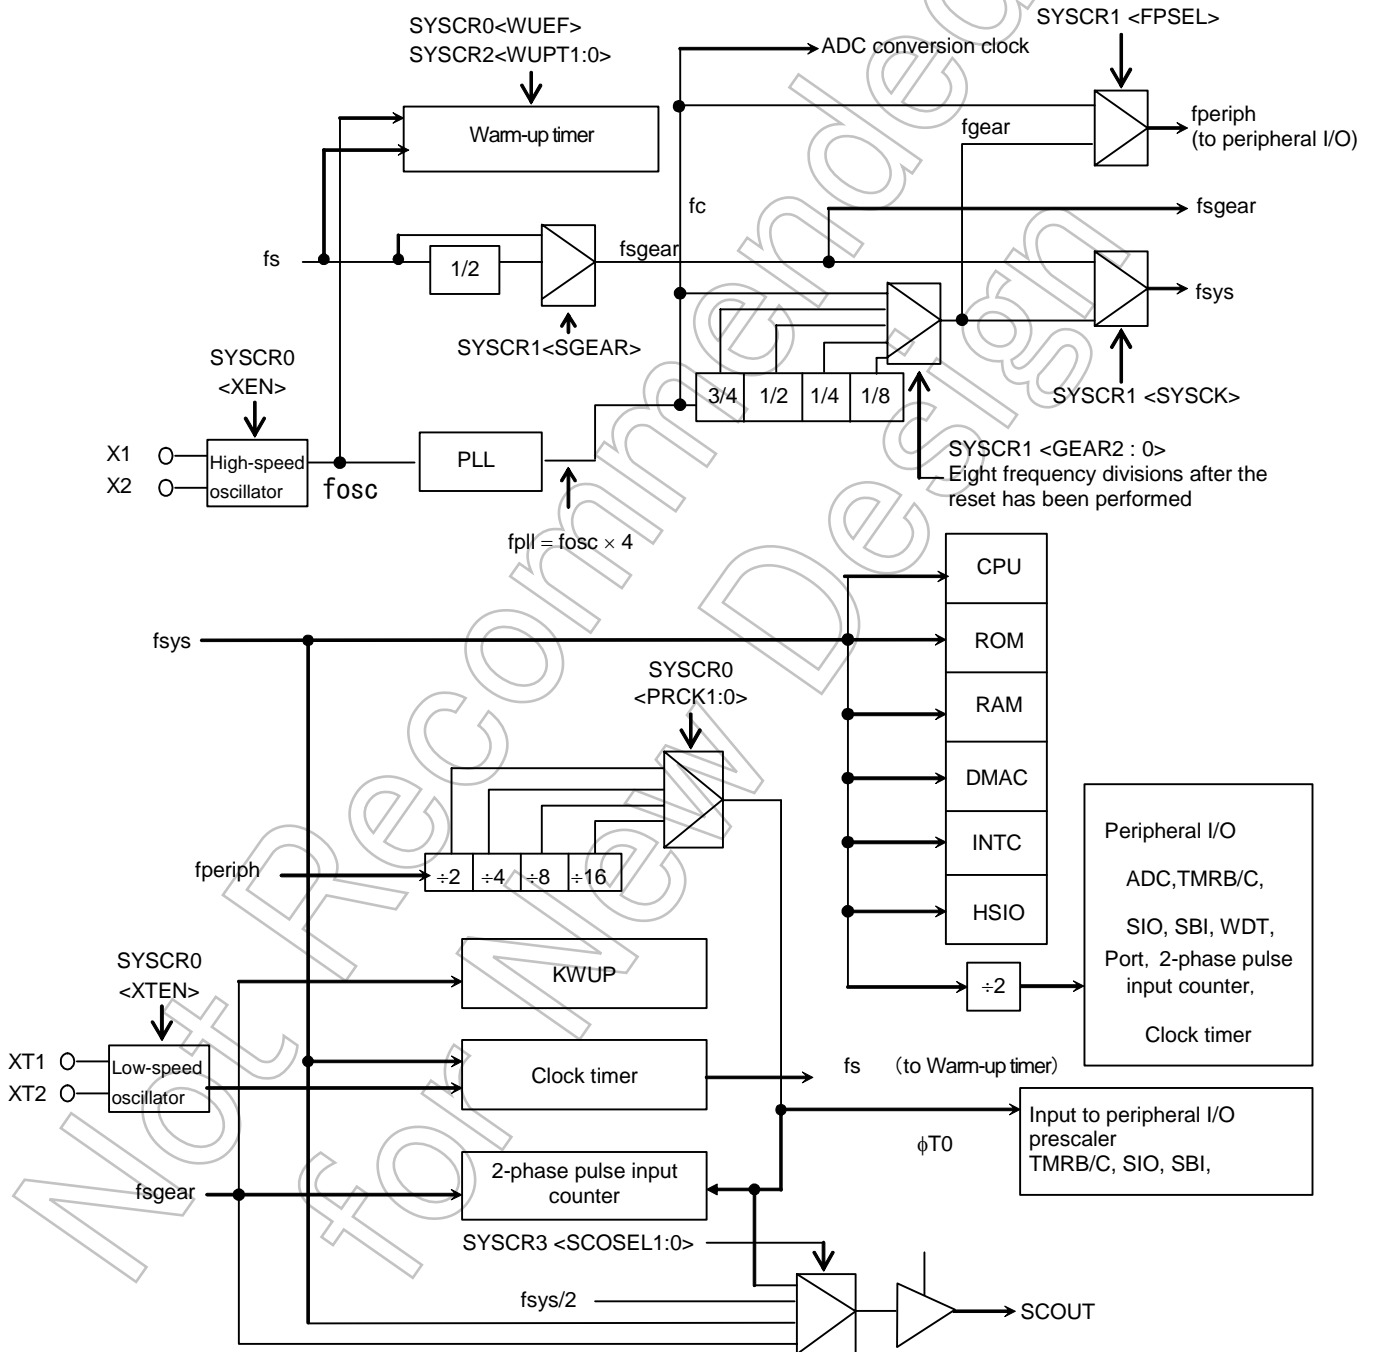 SYSCR0<WUEF>
SYSCR2<WUPT1:0>
SYSCR1 <FPSEL>
ADC conversion clock
Warm-up timer
fgear
fperiph
(to peripheral I/O)
fc
fsgear
fs
1/2
fsgear
fsys
SYSCR1<SGEAR>
SYSCR0
<XEN>
3/4
1/2
1/4
1/8
SYSCR1 <SYSCK>
X1
X2
High-speed
oscillator
fosc
PLL
SYSCR1 <GEAR2 : 0>
Eight frequency divisions after the
reset has been performed
fpll = fosc × 4
CPU
fsys
ROM
SYSCR0
<PRCK1:0>
RAM
DMAC
INTC
HSIO
fperiph
÷2
÷4
÷8
÷16
Peripheral I/O
ADC,TMRB/C,
SIO, SBI, WDT,
Port, 2-phase pulse
input counter,
Clock timer
÷2
SYSCR0
<XTEN>
KWUP
XT1
XT2
Low-speed
oscillator
Clock timer
fs (to Warm-up timer)
φT0
Input to peripheral I/O
prescaler
TMRB/C, SIO, SBI,
fsgear
2-phase pulse input
counter
SYSCR3 <SCOSEL1:0>
fsys/2
SCOUT
Not Recommended
for New Design